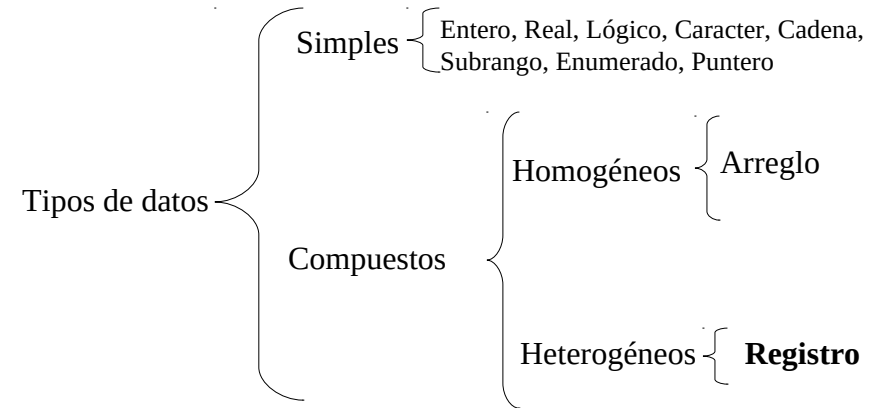 Simples
Entero, Real, Lógico, Caracter, Cadena,
Subrango, Enumerado, Puntero
Tipos de datos
Homogéneos
Arreglo
Compuestos
Heterogéneos
Registro